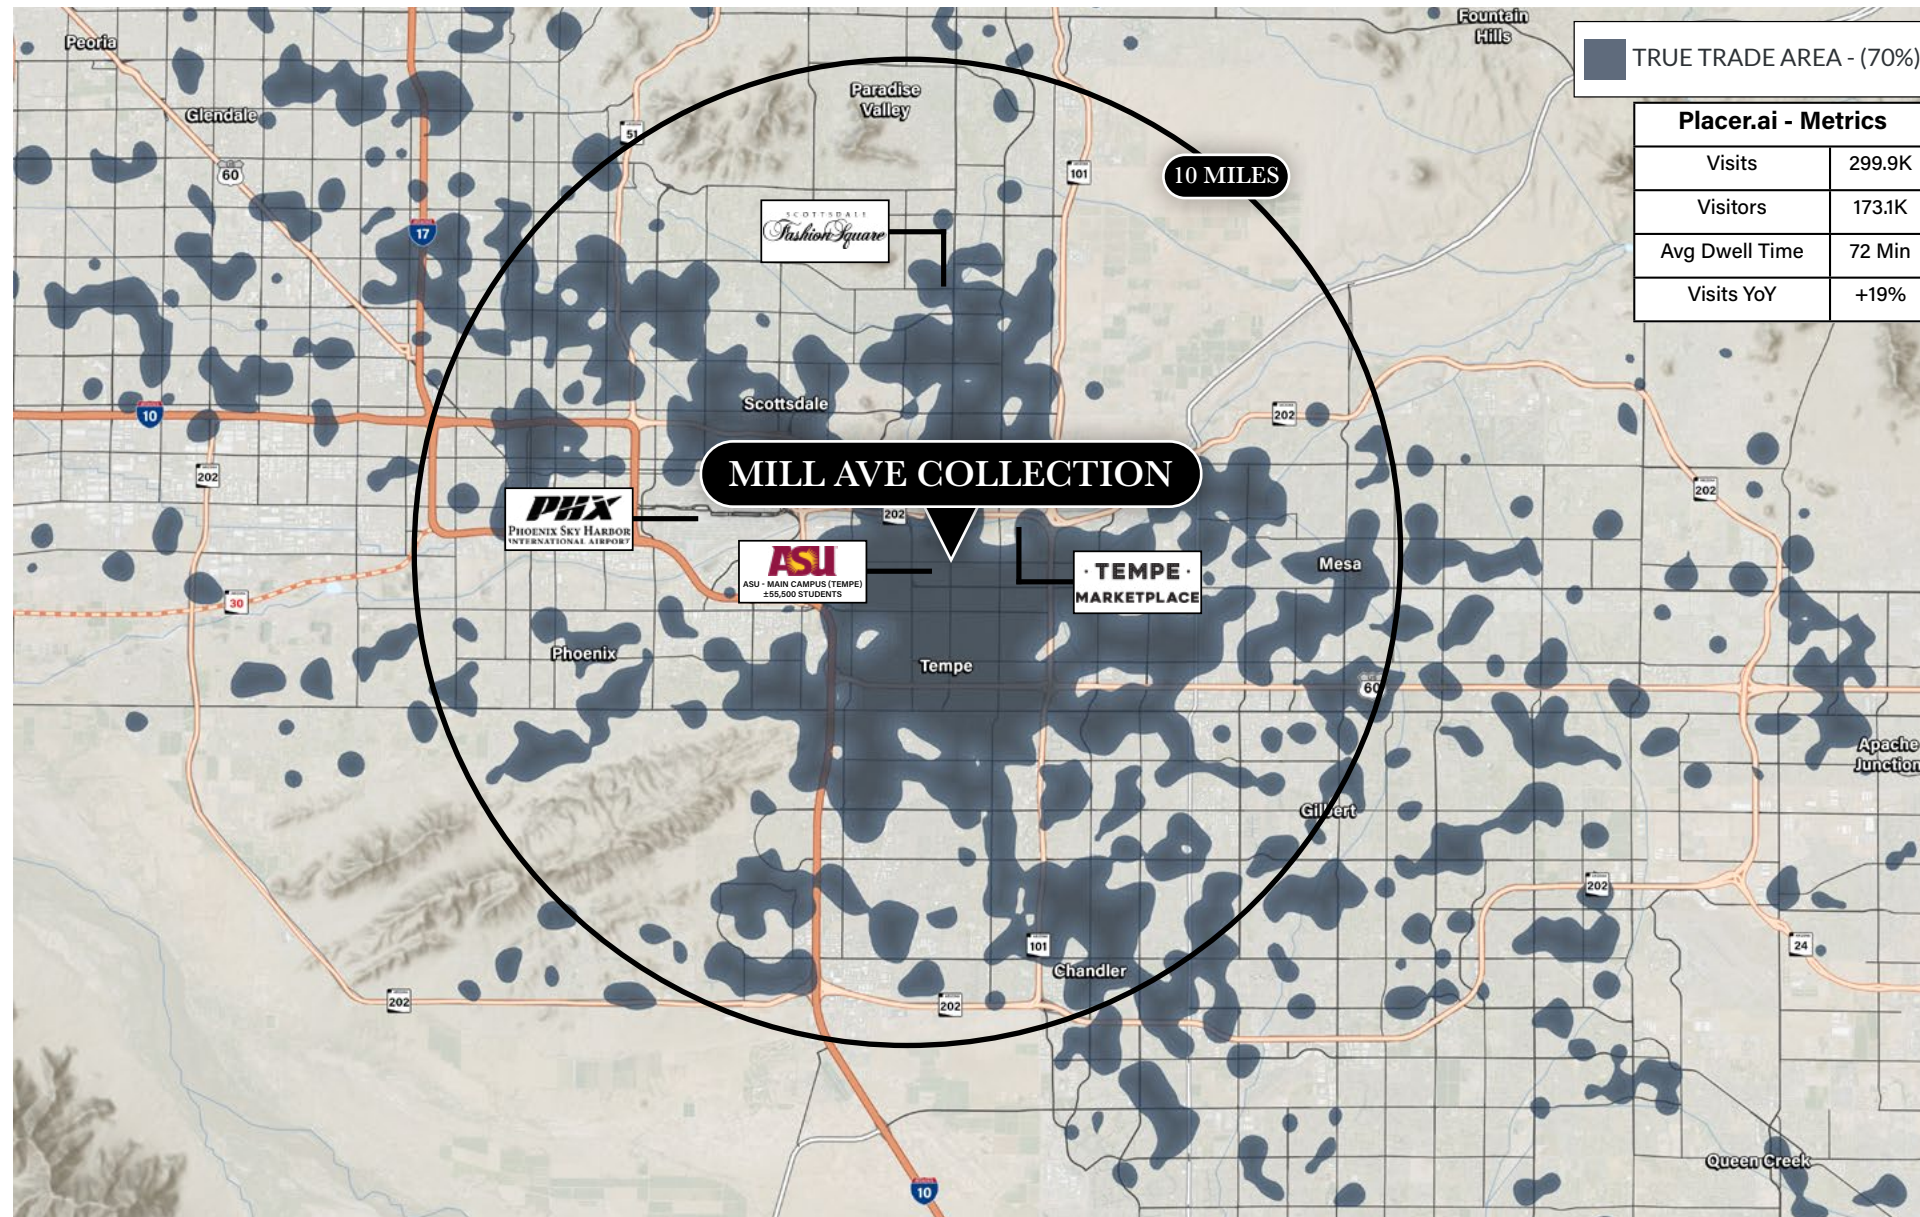 Peoria
Fountain
Hills
TRUE TRADE AREA - (70%)
Paradise
Valley
Glendale
51
Placer.ai - Metrics
Visits 299.9K
Visitors 173.1K
Avg Dwell Time 72 Min
Visits YoY +19%
60
101
10 MILES
SCOTTSDALE
Fashion Square
17
Scottsdale
10
202
MILL AVE COLLECTION
202
202
PHX
PHOENIX SKY HARBOR
INTERNATIONAL AIRPORT
202
ASU
ASU - MAIN CAMPUS (TEMPE)
±55,500 STUDENTS
· TEMPE ·
MARKETPLACE
Mesa
30
Phoenix
Tempe
60
Apache
Junction
Gilbert
202
101
24
Chandler
202
202
Queen Creek
10